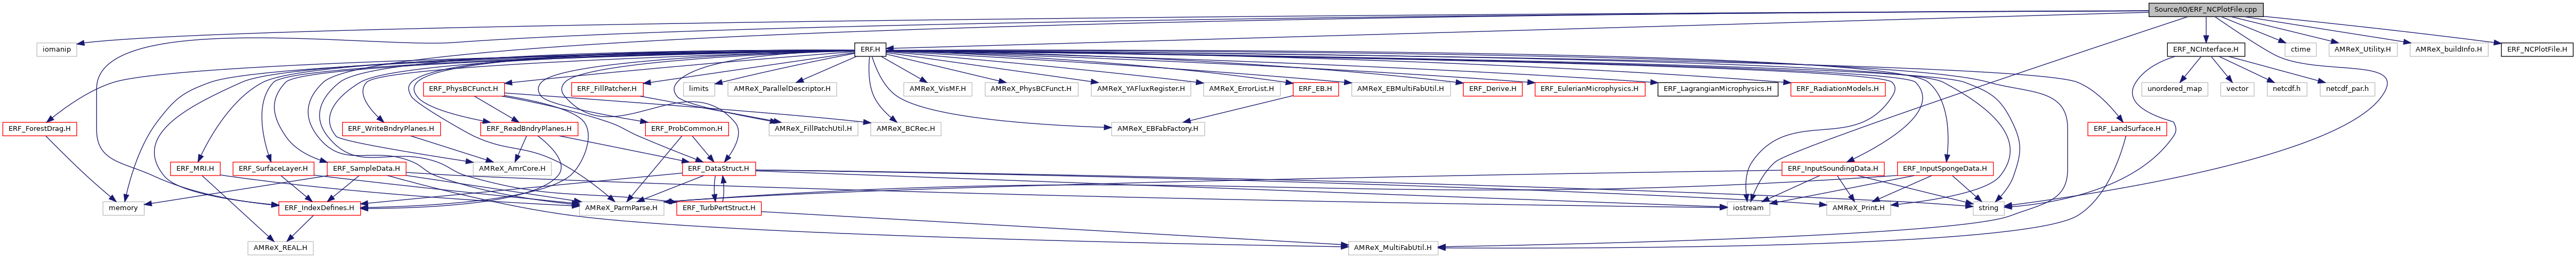 Source/IO/ERF_NCPlotFile.cpp
iomanip
ERF.H
ERF_NCInterface.H
ctime
AMReX_Utility.H
AMReX_buildInfo.H
ERF_NCPlotFile.H
ERF_PhysBCFunct.H
ERF_FillPatcher.H
limits
AMReX_ParallelDescriptor.H
AMReX_VisMF.H
AMReX_PhysBCFunct.H
AMReX_YAFluxRegister.H
AMReX_ErrorList.H
ERF_EB.H
AMReX_EBMultiFabUtil.H
ERF_Derive.H
ERF_EulerianMicrophysics.H
ERF_LagrangianMicrophysics.H
ERF_RadiationModels.H
unordered_map
vector
netcdf.h
netcdf_par.h
ERF_ForestDrag.H
ERF_WriteBndryPlanes.H
ERF_ReadBndryPlanes.H
ERF_ProbCommon.H
AMReX_FillPatchUtil.H
AMReX_BCRec.H
AMReX_EBFabFactory.H
ERF_LandSurface.H
ERF_MRI.H
ERF_SurfaceLayer.H
ERF_SampleData.H
AMReX_AmrCore.H
ERF_DataStruct.H
ERF_InputSoundingData.H
ERF_InputSpongeData.H
memory
ERF_IndexDefines.H
AMReX_ParmParse.H
ERF_TurbPertStruct.H
iostream
AMReX_Print.H
string
AMReX_REAL.H
AMReX_MultiFabUtil.H